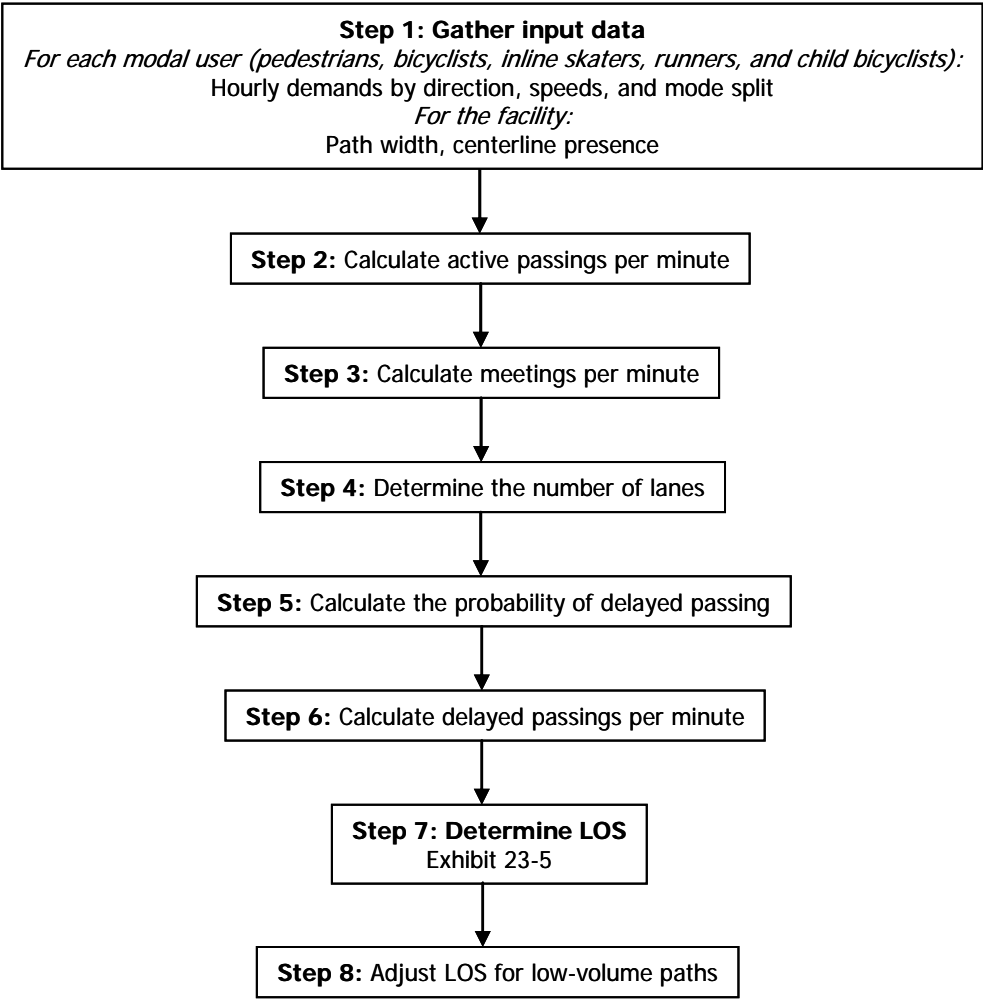 Step 1: Gather input data
For each modal user (pedestrians, bicyclists, inline skaters, runners, and child bicyclists):
Hourly demands by direction, speeds, and mode split
For the facility:
Path width, centerline presence
Step 2: Calculate active passings per minute
Step 3: Calculate meetings per minute
Step 4: Determine the number of lanes
Step 5: Calculate the probability of delayed passing
Step 6: Calculate delayed passings per minute
Step 7: Determine LOS
Exhibit 23-5
Step 8: Adjust LOS for low-volume paths